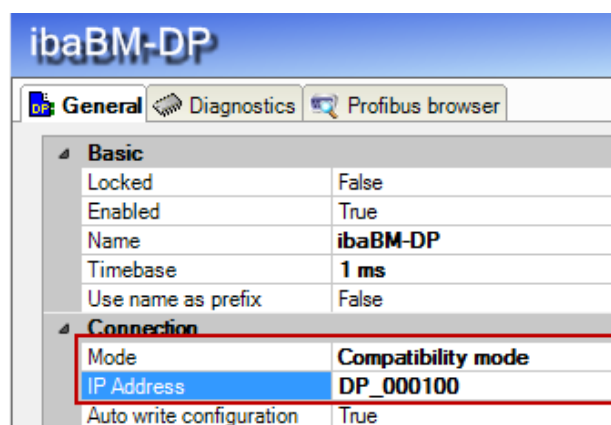 ibaBM-DP
DP General Diagnostics Profibus browser
Basic
Locked False
Enabled True
Name ibaBM-DP
Timebase 1 ms
Use name as prefix False
Connection
Mode Compatibility mode
IP Address DP_000100
Auto write configuration True